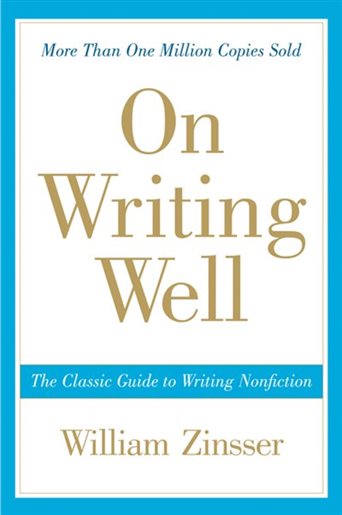 More Than One Million Copies Sold
On
Writing
Well
The Classic Guide to Writing Nonfiction
William Zinsser